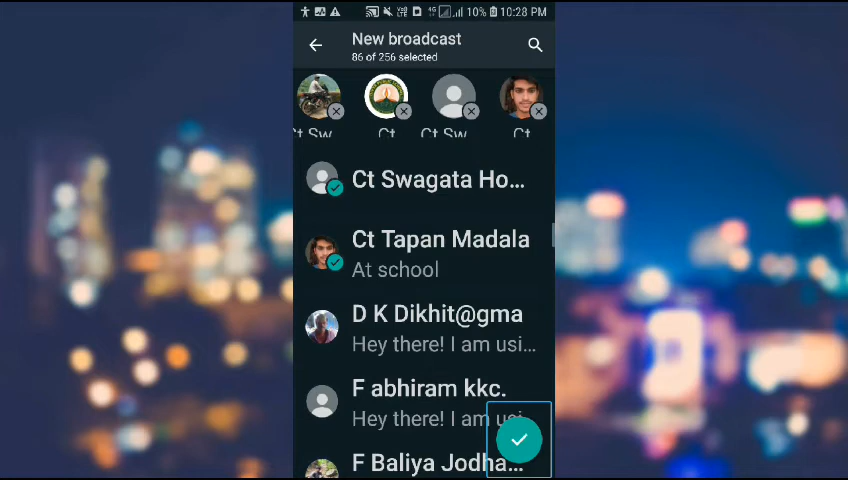 10% 10:28 PM
New broadcast
86 of 256 selected
Ct Sw
Ct
Ct Sw
Ct
Ct Swagata Ho...
Ct Tapan Madala
At school
D K Dikhit@gma
Hey there! I am usi...
F abhiram kkc.
Hey there! I am usi...
F Baliya Jodha...